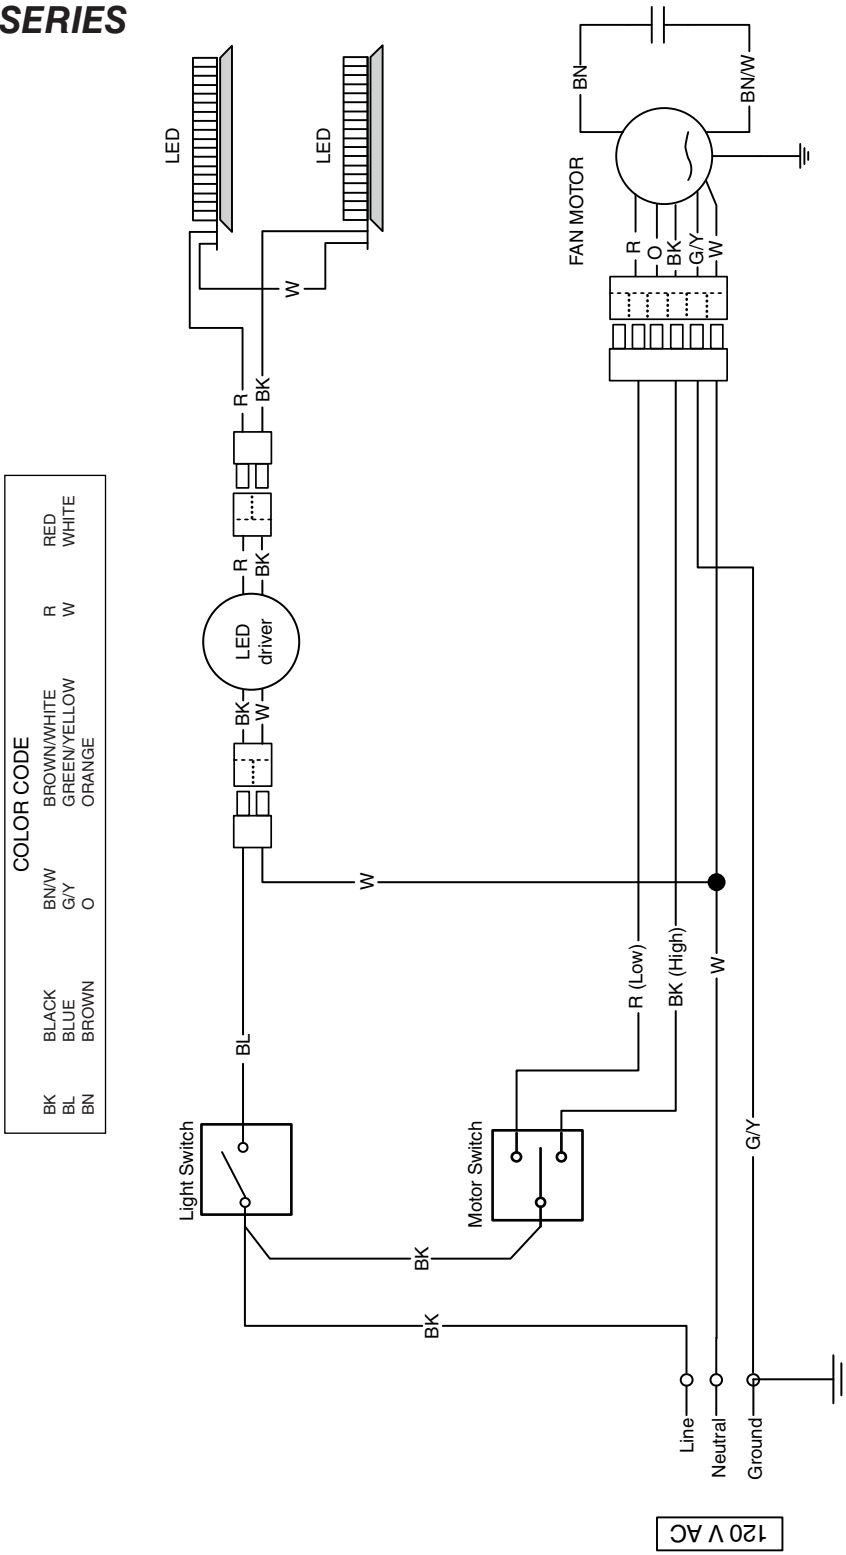 SERIES
COLOR CODE
BK BLACK BN/W BROWN/WHITE R RED
BL BLUE G/Y GREEN/YELLOW W WHITE
BN BROWN O ORANGE
LED
LED
W
R
BK
R
BK
LED
driver
BK
W
W
BL
Light Switch
BK
BK
Motor Switch
R (Low)
BK (High)
W
G/Y
FAN MOTOR
BN
BN/W
R
O
BK
G/Y
W
Line
Neutral
Ground
120 V AC